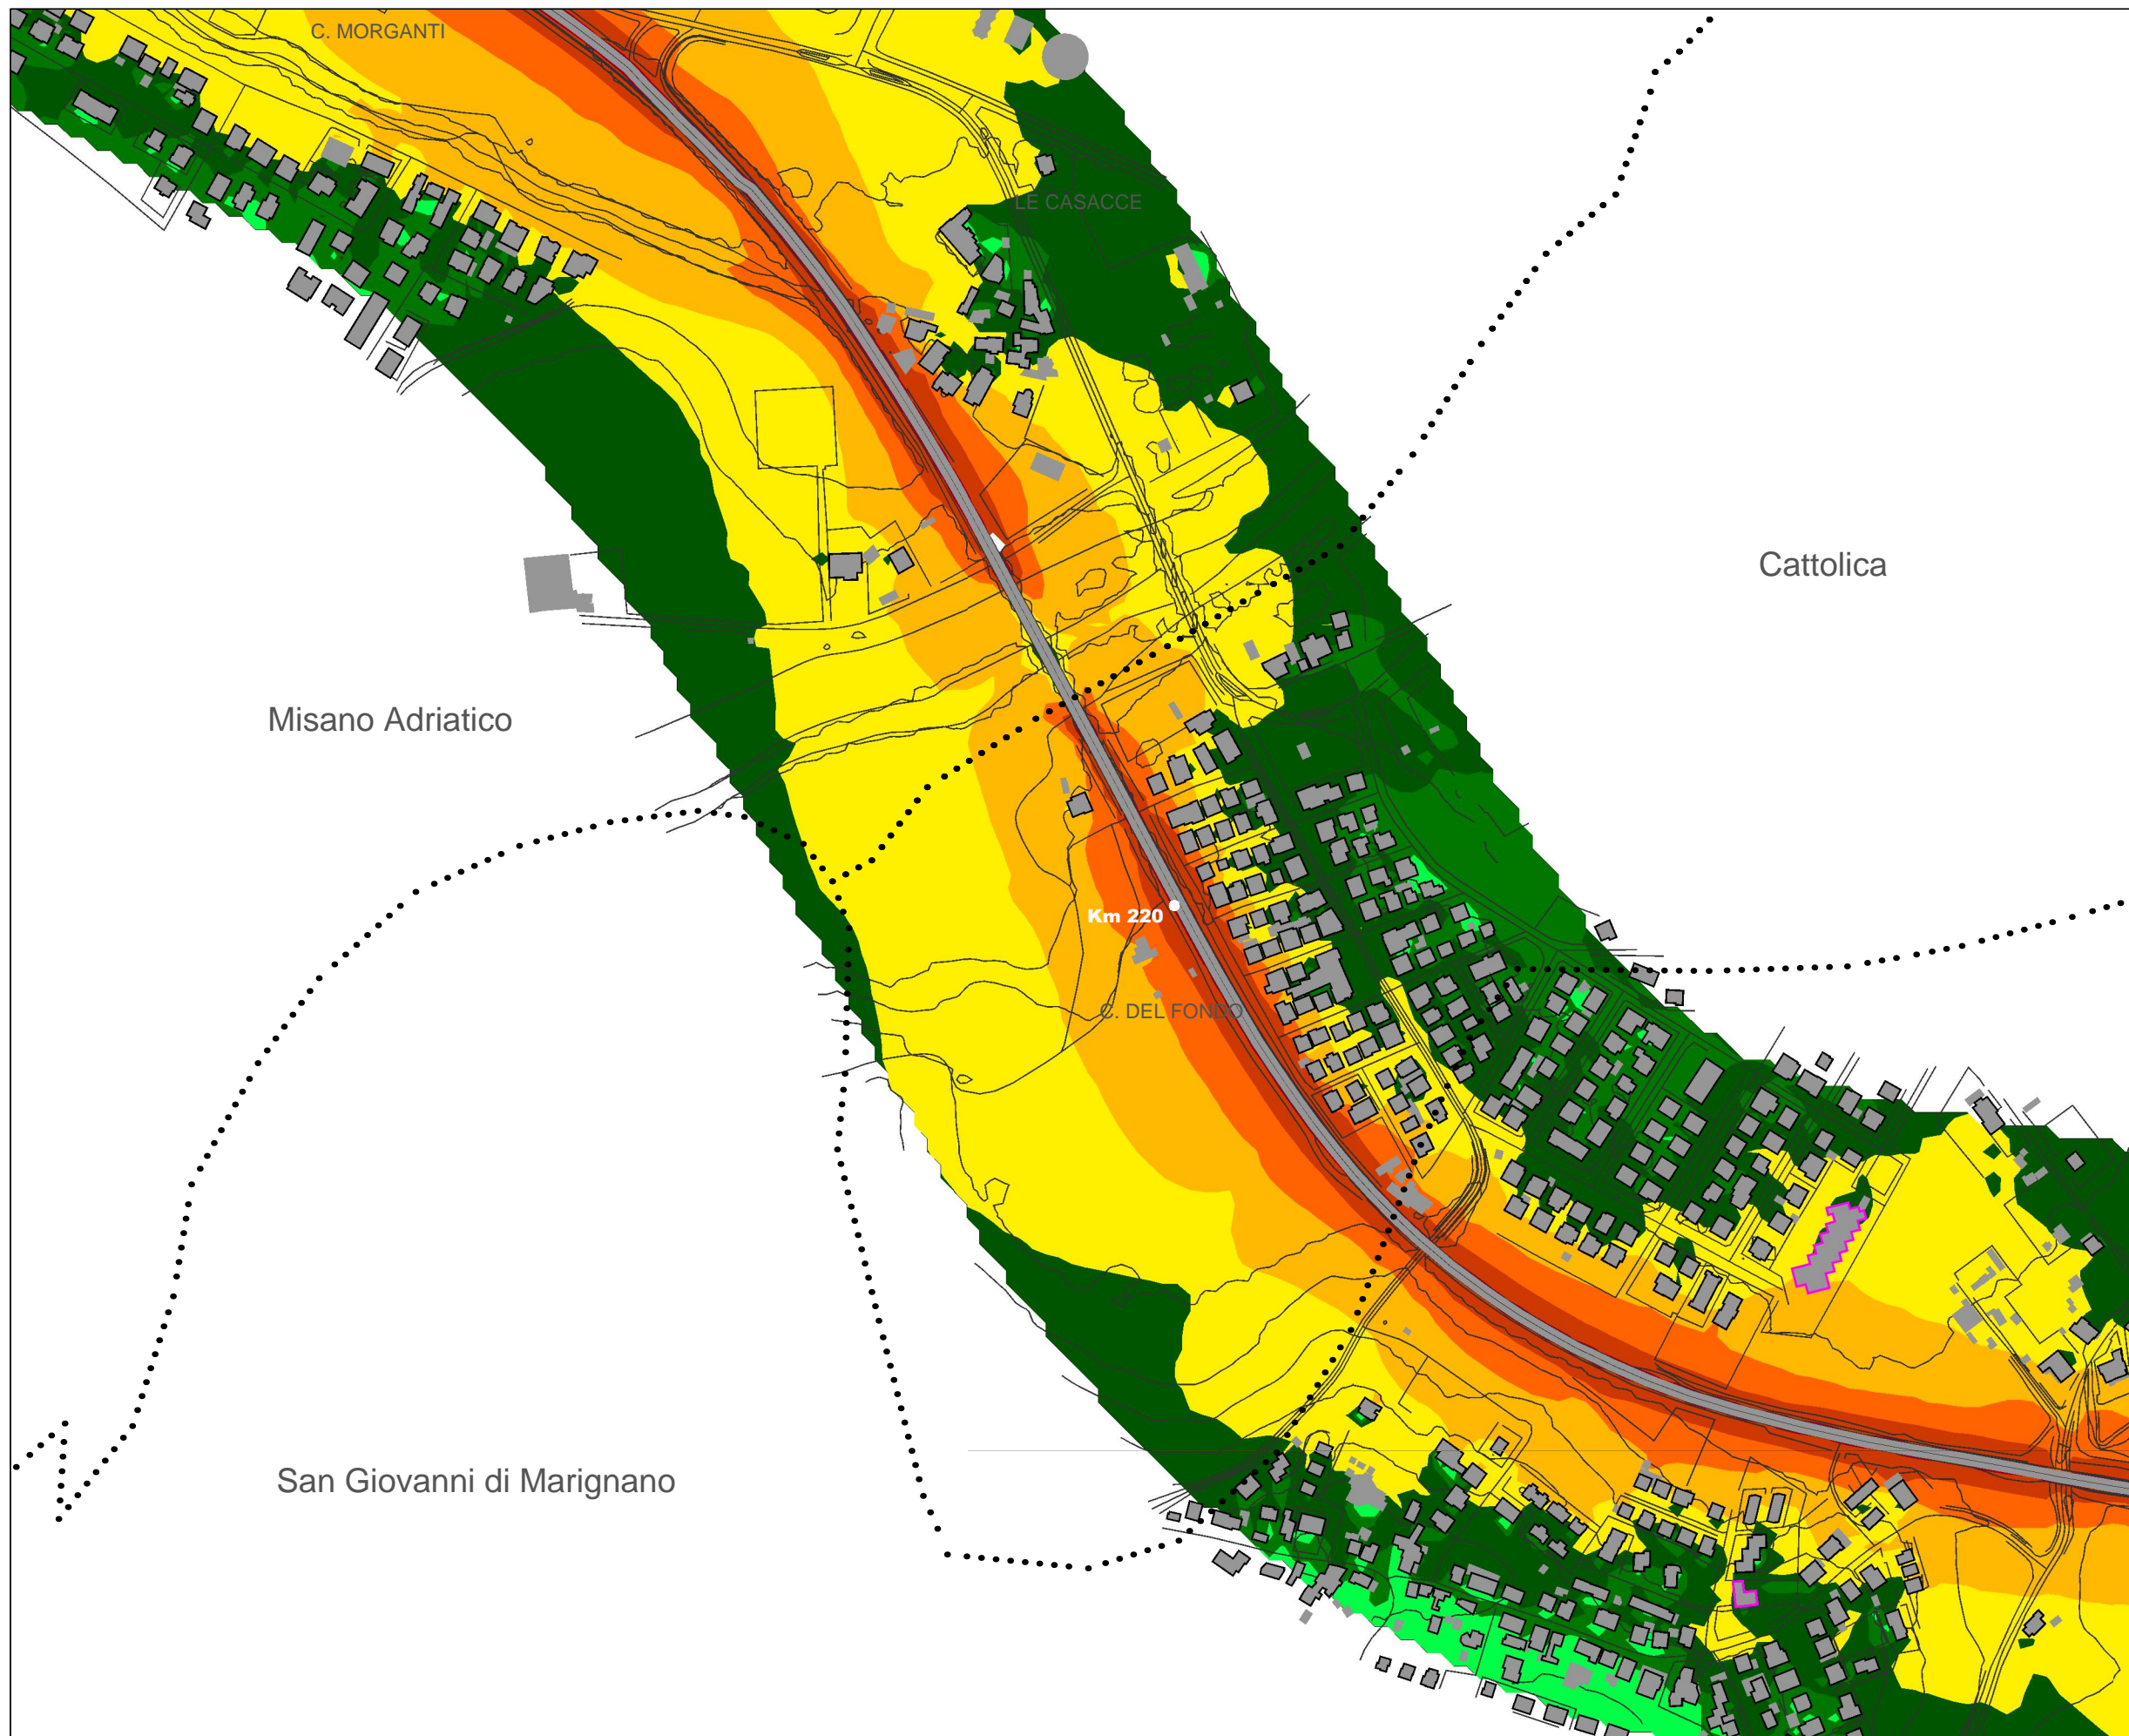 C. MORGANTI
LE CASACCE
Cattolica
Misano Adriatico
Km 220
C. DEL FONDO
San Giovanni di Marignano